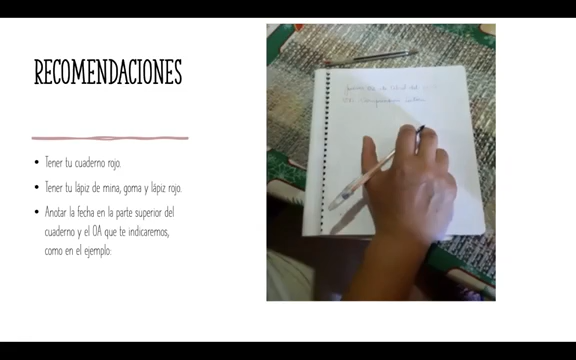 RECOMENDACIONES
• Tener tu cuaderno rojo.
• Tener tu lápiz de mina, goma y lápiz rojo.
• Anotar la fecha en la parte superior del
cuaderno y el OA que te indicaremos,
como en el ejemplo: